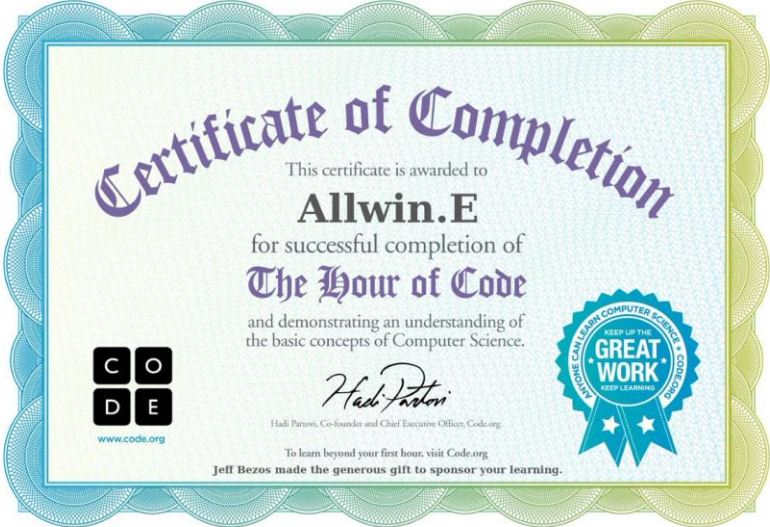 Certificate of Completion
This certificate is awarded to
Allwin.E
for successful completion of
The Hour of Code
and demonstrating an understanding of
the basic concepts of Computer Science.
C O
D E
www.code.org
Hadi Partovi
Hadi Partovi, Co-founder and Chief Executive Officer, Code.org
ANYONE CAN LEARN COMPUTER SCIENCE • CODE.ORG
KEEP UP THE
GREAT
WORK
KEEP LEARNING
To learn beyond your first hour, visit Code.org
Jeff Bezos made the generous gift to sponsor your learning.